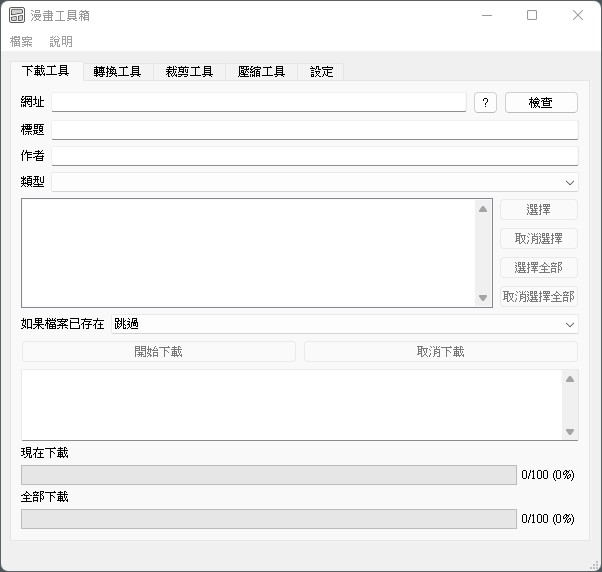 漫畫工具箱
檔案 說明
下載工具 轉換工具 裁剪工具 壓縮工具 設定
網址 ? 檢查
標題
作者
類型
選擇
取消選擇
選擇全部
取消選擇全部
如果檔案已存在 跳過
開始下載 取消下載
現在下載
0/100 (0%)
全部下載
0/100 (0%)